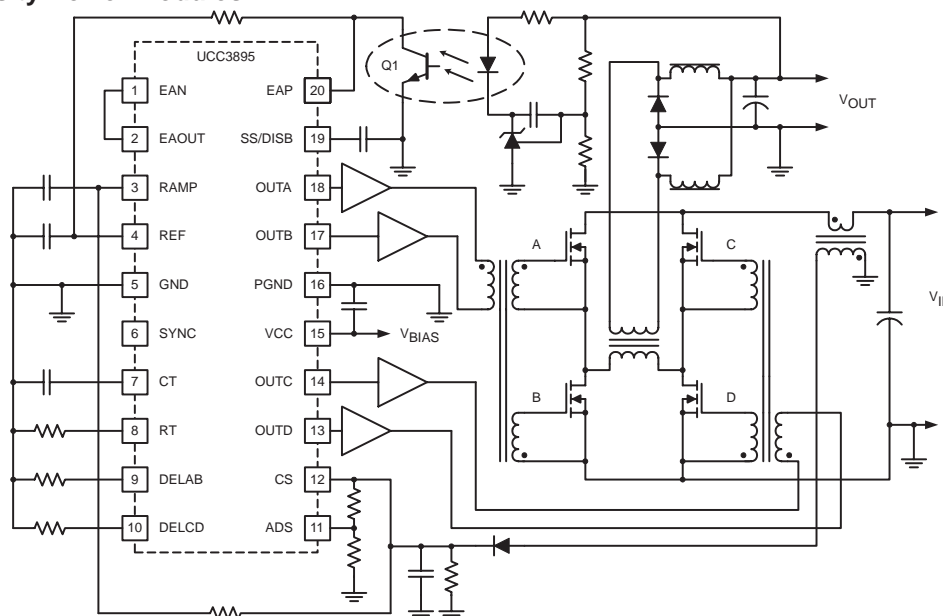 UCC3895
Q1
1 EAN
EAP 20
2 EAOUT
SS/DISB 19
3 RAMP
OUTA 18
4 REF
OUTB 17
5 GND
PGND 16
6 SYNC
VCC 15
7 CT
OUTC 14
8 RT
OUTD 13
9 DELAB
CS 12
10 DELCD
ADS 11
VBIAS
VOUT
A
C
B
D